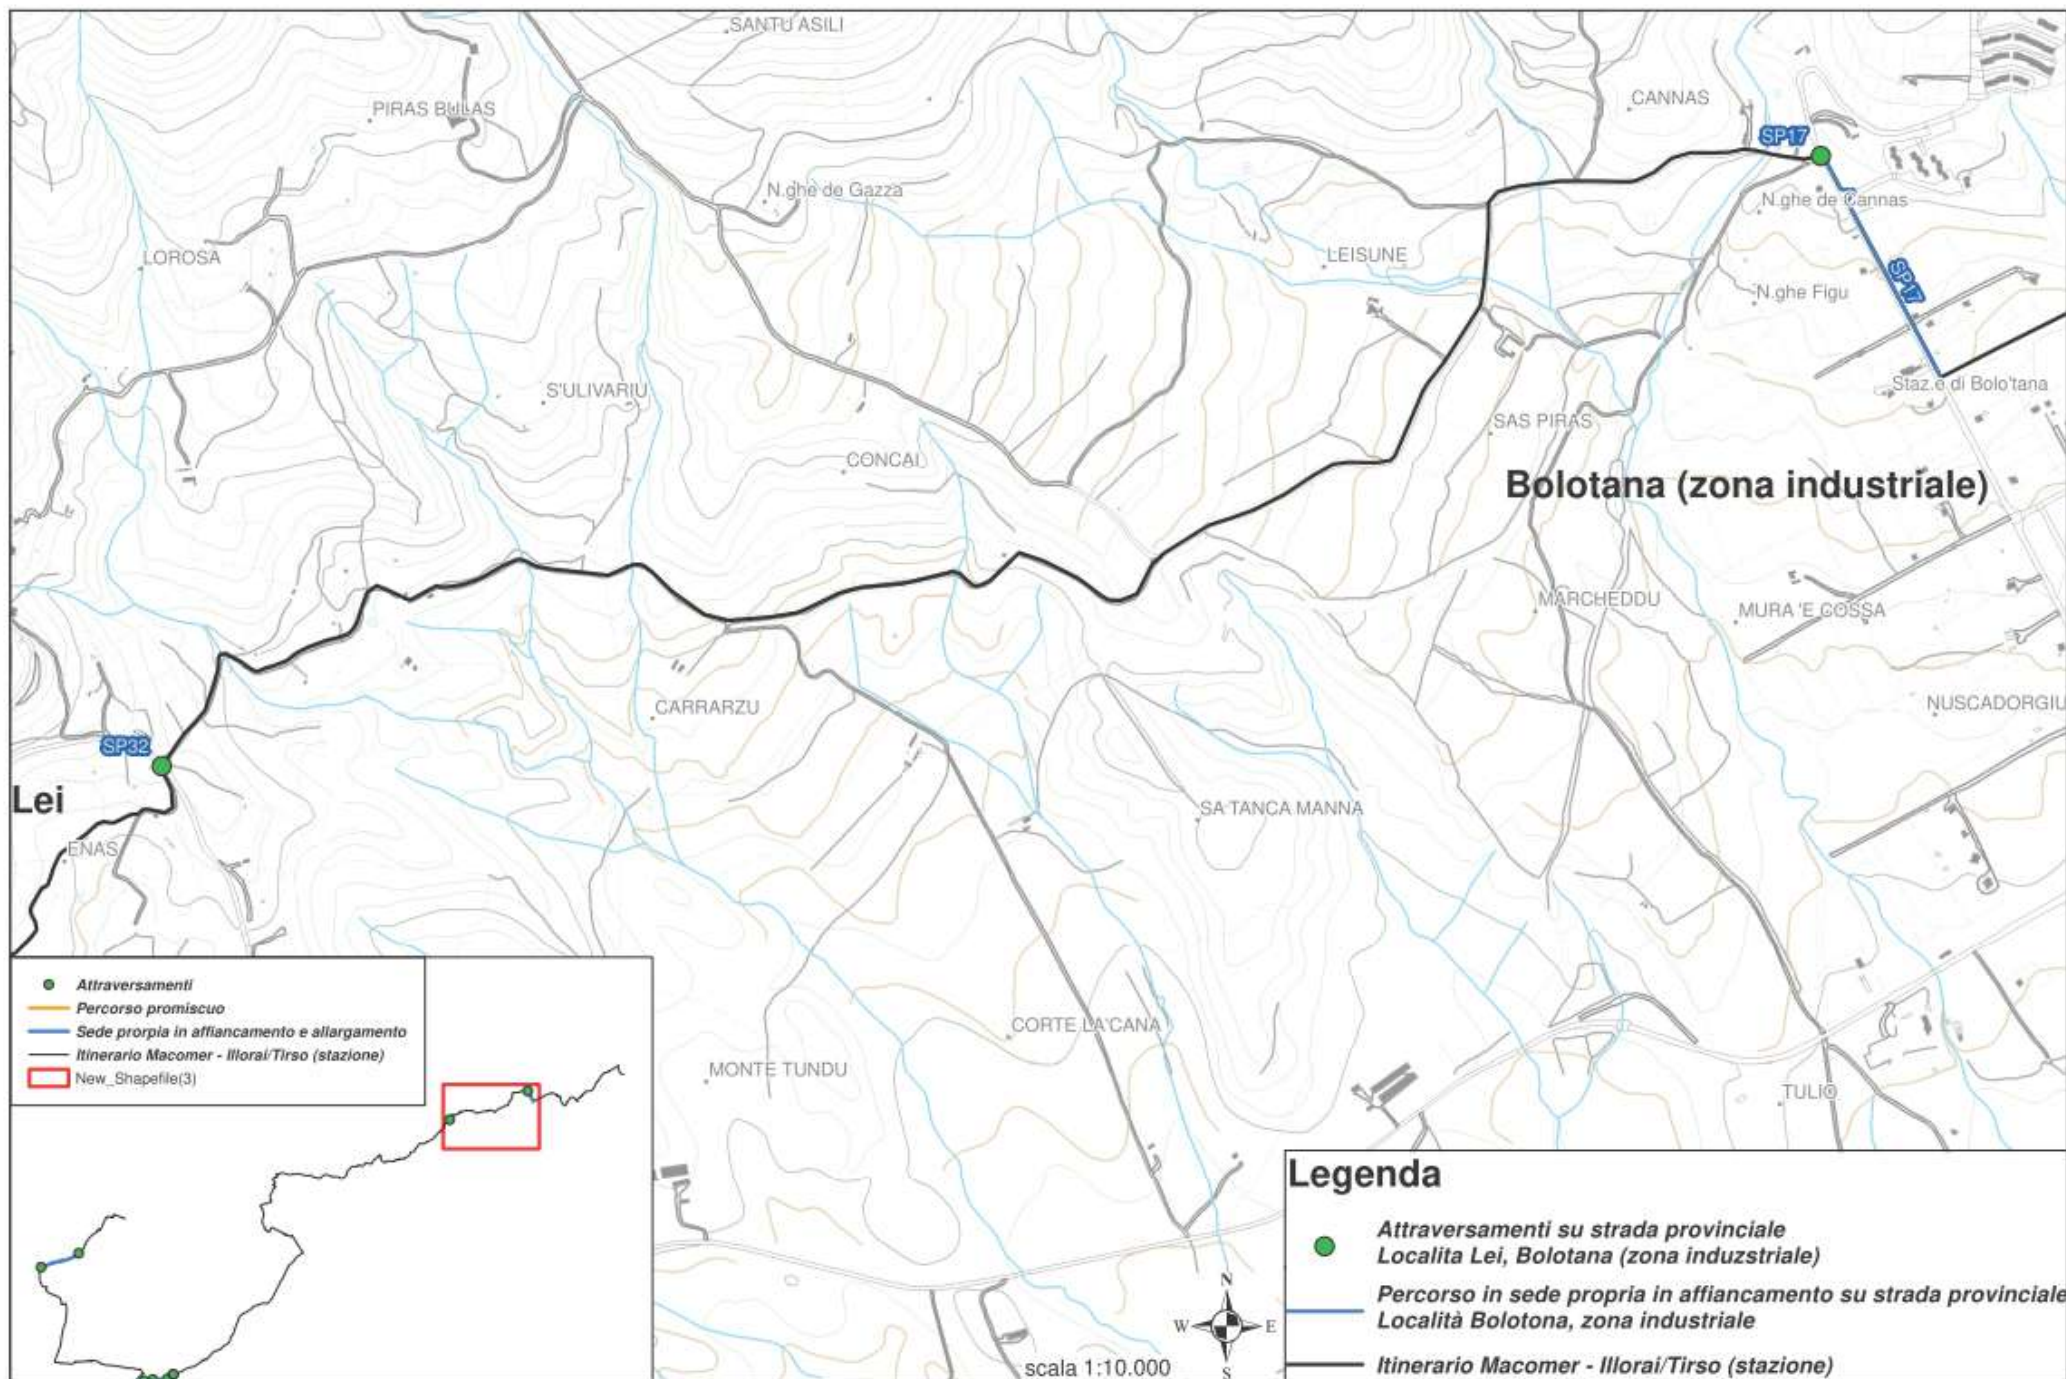 SANTU ASILI
PIRAS BULAS
CANNAS
SP17
N.ghe de Gazza
N.ghe de Cannas
LOROSA
LEISUNE
SP17
N.ghe Figu
S'ULIVARIU
Staz.e di Bolo'tana
SAS PIRAS
CONCAI
Bolotana (zona industriale)
MARCHEDDU
MURA 'E COSSA
CARRARZU
NUSCADORGIU
SP32
Lei
SA TANCA MANNA
ENAS
CORTE LA'CANA
MONTE TUNDU
TULIO
Attraversamenti
Percorso promiscuo
Sede prorpia in affiancamento e allargamento
Itinerario Macomer - Illorai/Tirso (stazione)
New_Shapefile(3)
N
W E
S
scala 1:10.000
Legenda
Attraversamenti su strada provinciale
Localita Lei, Bolotana (zona induzstriale)
Percorso in sede propria in affiancamento su strada provinciale
Località Bolotona, zona industriale
Itinerario Macomer - Illorai/Tirso (stazione)